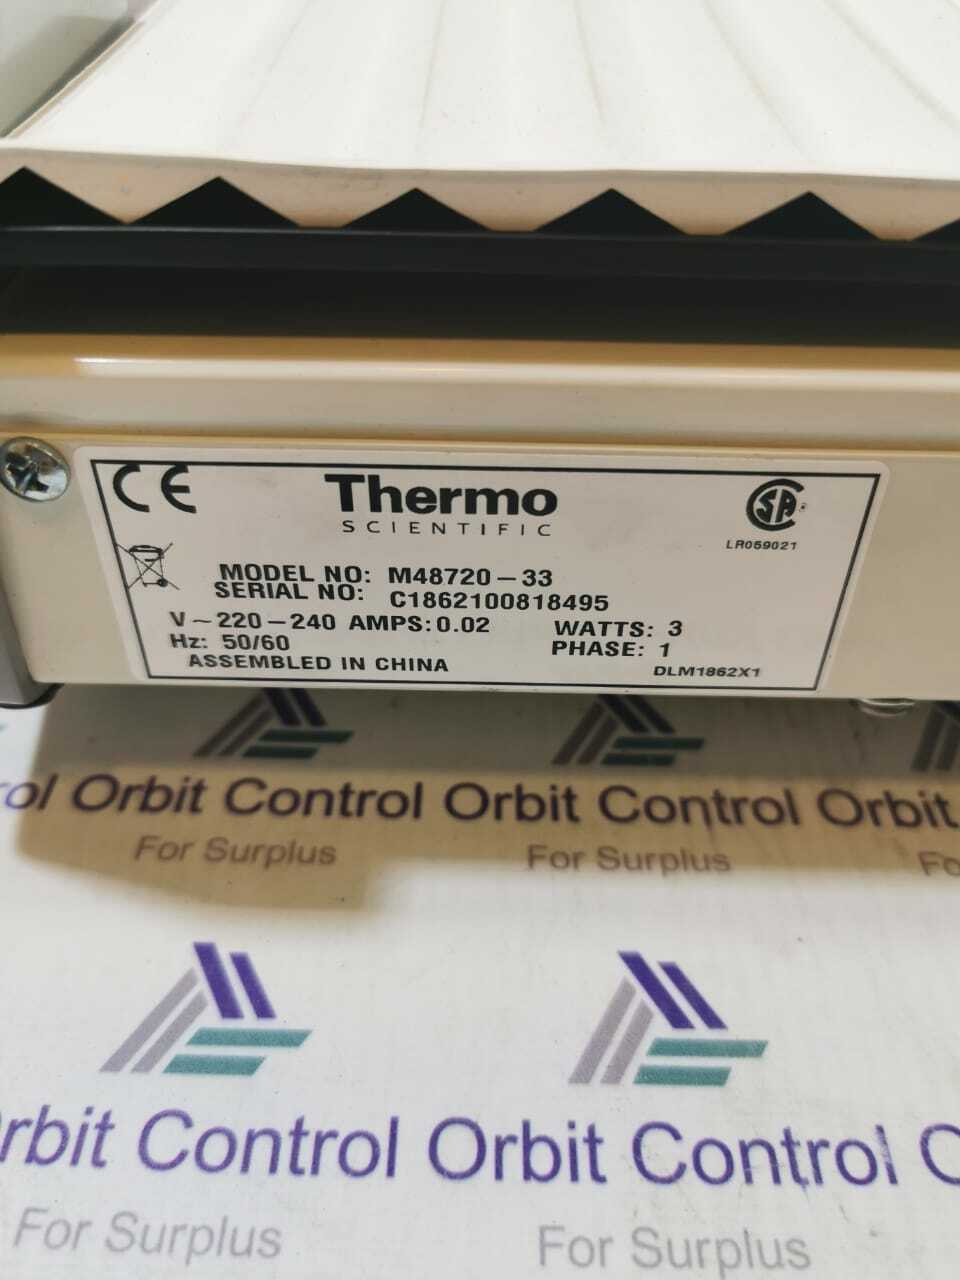 CE
Thermo
SCIENTIFIC
SA
LR059021
MODEL NO: M48720-33
SERIAL NO: C1862100818495
V~220-240 AMPS: 0.02 WATTS: 3
Hz: 50/60 PHASE: 1
ASSEMBLED IN CHINA DLM1862X1
ol Orbit Control Orbit Control Orbit
For Surplus For Surplus Fo
rbit Control Orbit Control O
For Surplus For Surplus